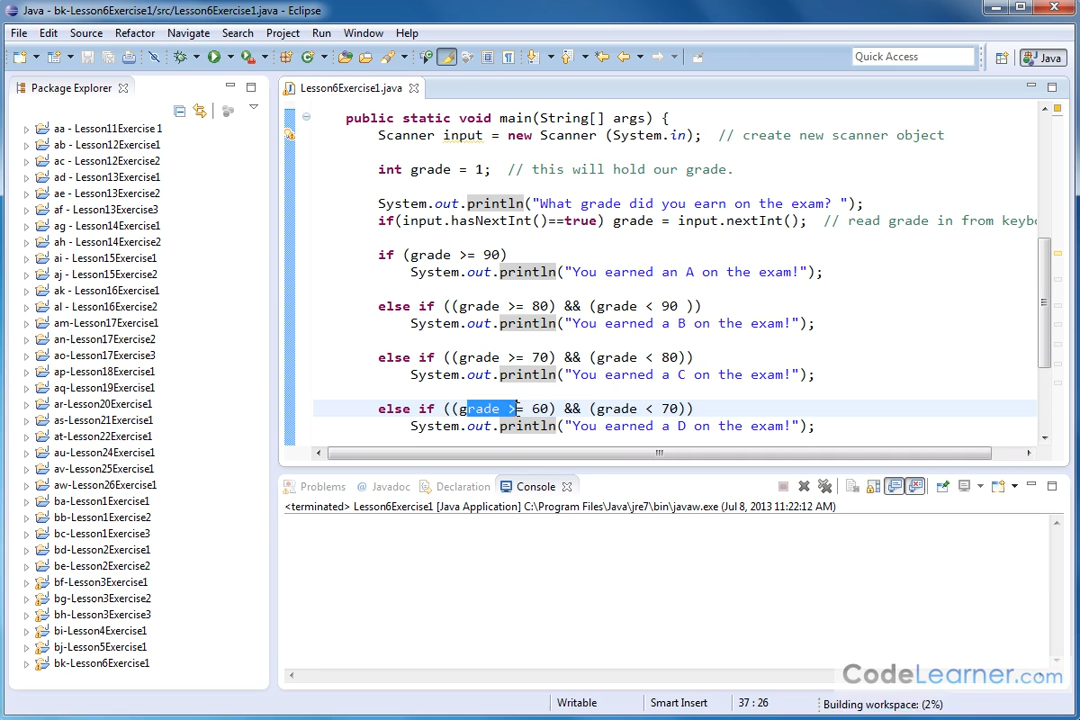 Java - bk-Lesson6Exercise1/src/Lesson6Exercise1.java - Eclipse
File Edit Source Refactor Navigate Search Project Run Window Help
Quick Access
Java
Package Explorer
Lesson6Exercise1.java
aa - Lesson11Exercise1
ab - Lesson12Exercise1
ac - Lesson12Exercise2
ad - Lesson13Exercise1
ae - Lesson13Exercise2
af - Lesson13Exercise3
ag - Lesson14Exercise1
ah - Lesson14Exercise2
ai - Lesson15Exercise1
aj - Lesson15Exercise2
ak - Lesson16Exercise1
al - Lesson16Exercise2
am-Lesson17Exercise1
an-Lesson17Exercise2
ao-Lesson17Exercise3
ap-Lesson18Exercise1
aq-Lesson19Exercise1
ar-Lesson20Exercise1
as-Lesson21Exercise1
at-Lesson22Exercise1
au-Lesson24Exercise1
av-Lesson25Exercise1
aw-Lesson26Exercise1
ba-Lesson1Exercise1
bb-Lesson1Exercise2
bc-Lesson1Exercise3
bd-Lesson2Exercise1
be-Lesson2Exercise2
bf-Lesson3Exercise1
bg-Lesson3Exercise2
bh-Lesson3Exercise3
bi-Lesson4Exercise1
bj-Lesson5Exercise1
bk-Lesson6Exercise1
public static void main(String[] args) {
Scanner input = new Scanner (System.in); // create new scanner object
int grade = 1; // this will hold our grade.
System.out.println("What grade did you earn on the exam? ");
if(input.hasNextInt()==true) grade = input.nextInt(); // read grade in from keybo
if (grade >= 90)
System.out.println("You earned an A on the exam!");
else if ((grade >= 80) && (grade < 90 ))
System.out.println("You earned a B on the exam!");
else if ((grade >= 70) && (grade < 80))
System.out.println("You earned a C on the exam!");
else if ((grade >= 60) && (grade < 70))
System.out.println("You earned a D on the exam!");
Problems Javadoc Declaration Console
<terminated> Lesson6Exercise1 [Java Application] C:\Program Files\Java\jre7\bin\javaw.exe (Jul 8, 2013 11:22:12 AM)
CodeLearner.com
Writable Smart Insert 37 : 26 Building workspace: (2%)